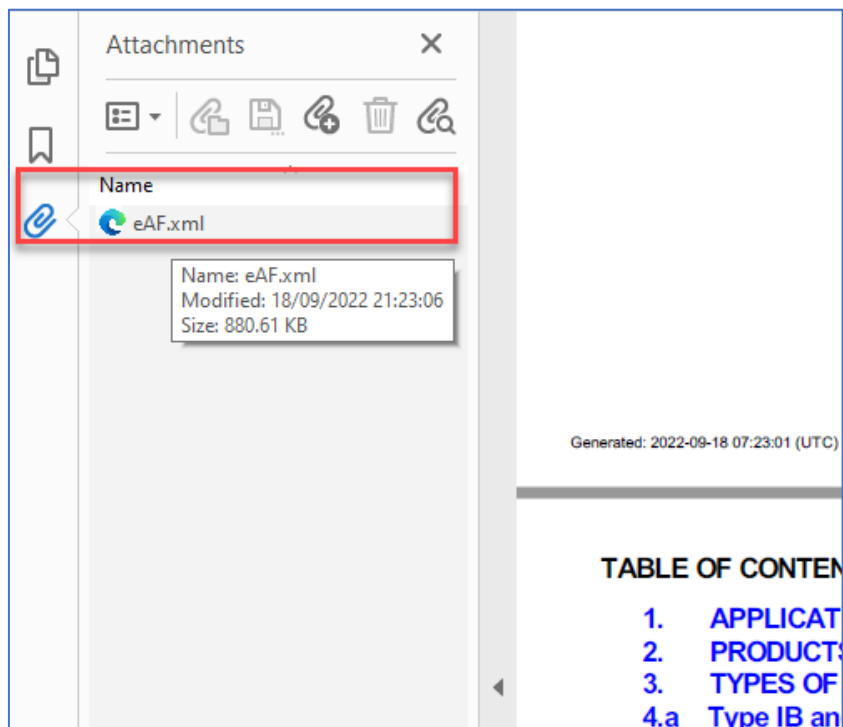 Attachments
Name
eAF.xml
Name: eAF.xml
Modified: 18/09/2022 21:23:06
Size: 880.61 KB
Generated: 2022-09-18 07:23:01 (UTC)
TABLE OF CONTEN
1. APPLICAT
2. PRODUCTS
3. TYPES OF
4.a Type IB an